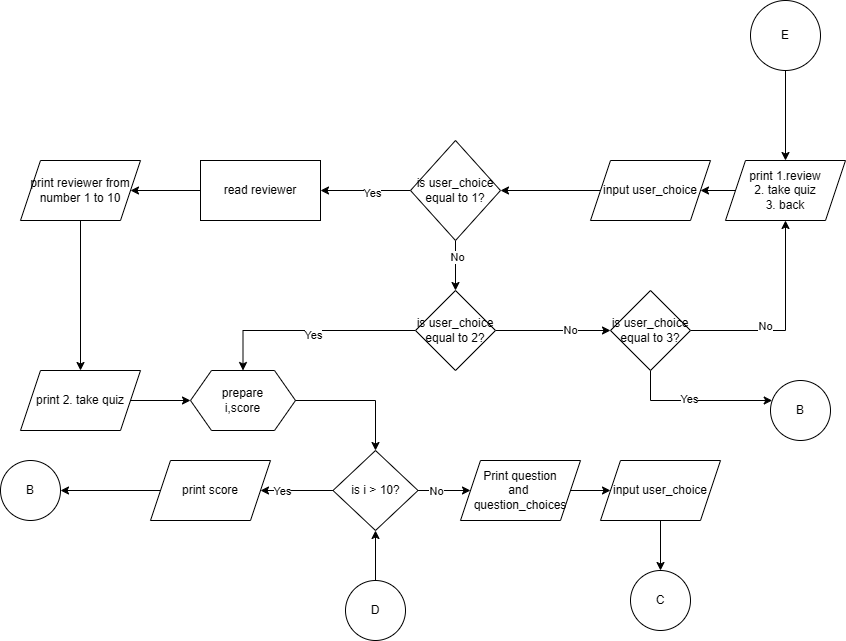 E
print 1.review
2. take quiz
3. back
input user_choice
is user_choice
equal to 1?
Yes
read reviewer
print reviewer from
number 1 to 10
No
is user_choice
equal to 2?
No
is user_choice
equal to 3?
No
Yes
Yes
B
print 2. take quiz
prepare
i,score
is i > 10?
Yes
print score
B
No
Print question
and
question_choices
input user_choice
C
D